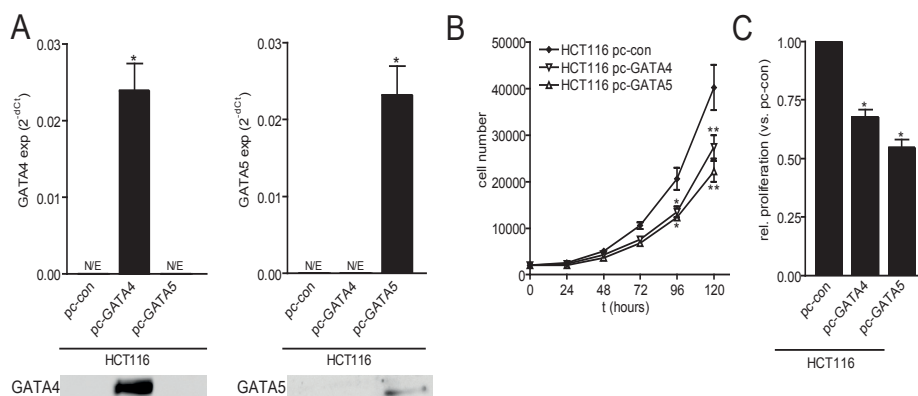 A
GATA4 exp (2^-dCt)
0.03
0.02
0.01
0.00
N/E
*
N/E
pc-con
pc-GATA4
pc-GATA5
HCT116
GATA4
GATA5 exp (2^-dCt)
0.03
0.02
0.01
0.00
N/E
N/E
*
pc-con
pc-GATA4
pc-GATA5
HCT116
GATA5
B
cell number
50000
40000
30000
20000
10000
0
HCT116 pc-con
HCT116 pc-GATA4
HCT116 pc-GATA5
*
*
**
**
0 24 48 72 96 120
t (hours)
C
rel. proliferation (vs. pc-con)
1.00
0.75
0.50
0.25
0.00
*
*
pc-con
pc-GATA4
pc-GATA5
HCT116